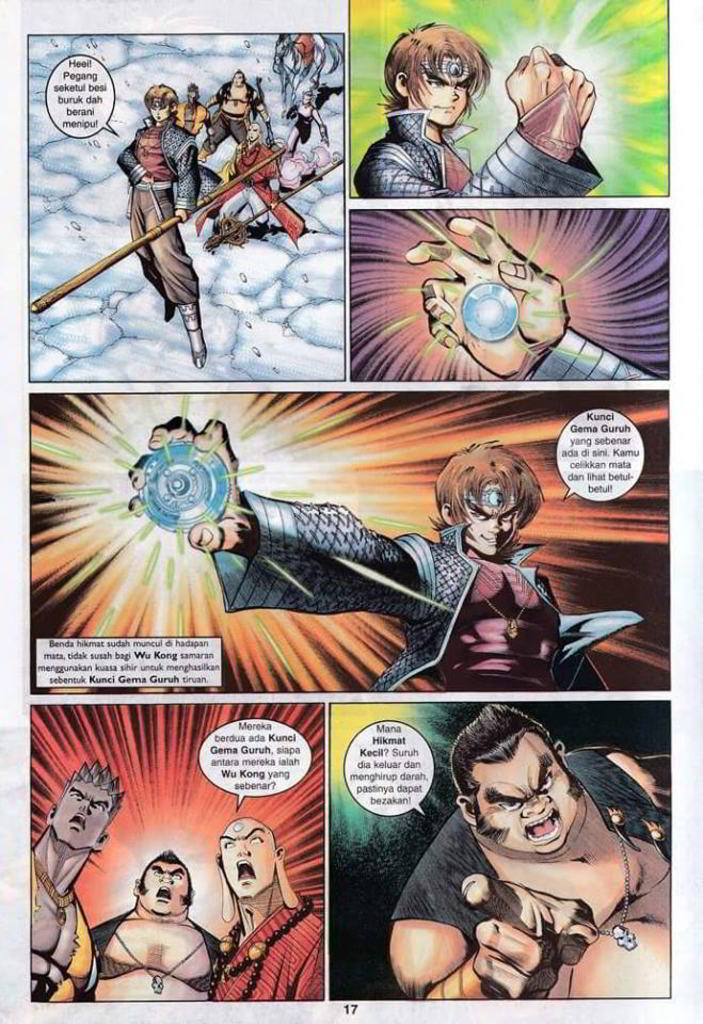 Heei!
Pegang
seketul besi
buruk dah
berani
menipu!
Kunci
Gema Guruh
yang sebenar
ada di sini. Kamu
celikkan mata
dan lihat betul-
betul!
Benda hikmat sudah muncul di hadapan
mata, tidak susah bagi Wu Kong samaran
menggunakan kuasa sihir untuk menghasilkan
sebentuk Kunci Gema Guruh tiruan.
Mereka
berdua ada Kunci
Gema Guruh, siapa
antara mereka ialah
Wu Kong yang
sebenar?
Mana
Hikmat
Kecil? Suruh
dia keluar dan
menghirup darah,
pastinya dapat
bezakan!
17